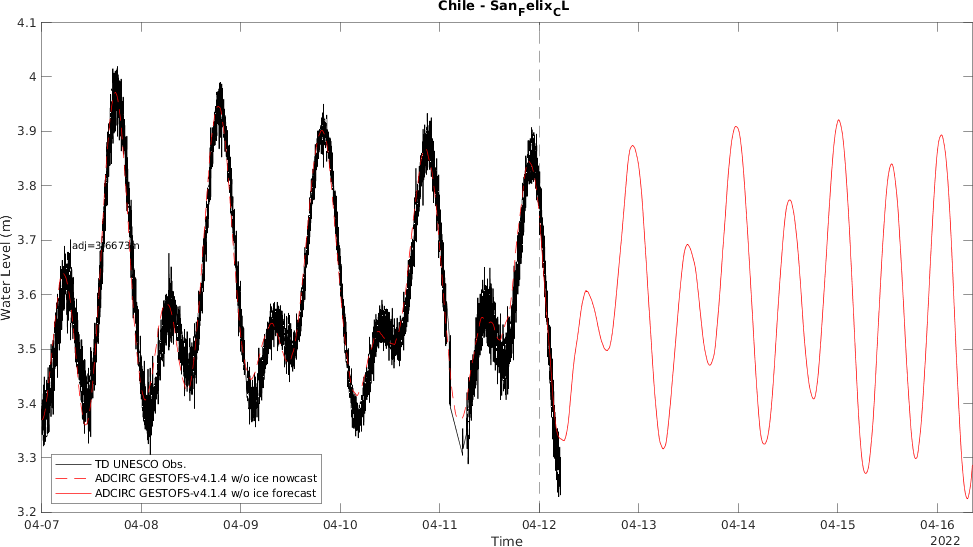 Chile - SanFelixCL
4.1
4
3.9
3.8
3.7
3.6
3.5
3.4
3.3
3.2
Water Level (m)
adj=3.6673m
TD UNESCO Obs.
ADCIRC GESTOFS-v4.1.4 w/o ice nowcast
ADCIRC GESTOFS-v4.1.4 w/o ice forecast
04-07 04-08 04-09 04-10 04-11 04-12 04-13 04-14 04-15 04-16
Time 2022